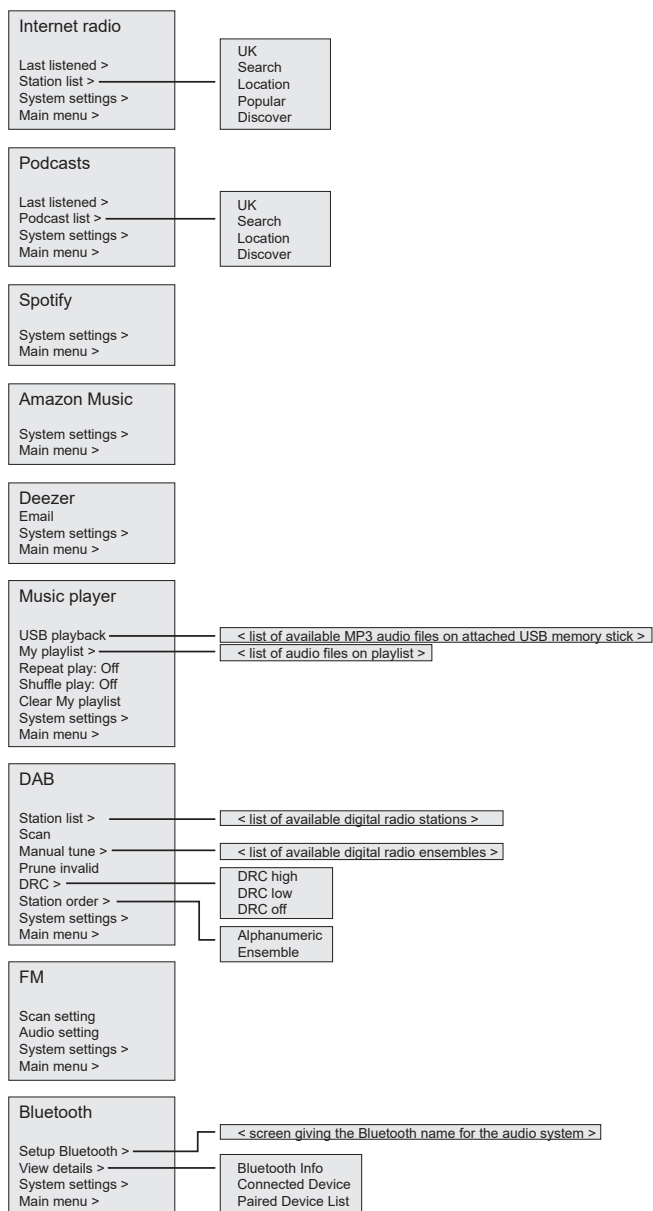 Internet radio
Last listened >
Station list >
System settings >
Main menu >
UK
Search
Location
Popular
Discover
Podcasts
Last listened >
Podcast list >
System settings >
Main menu >
UK
Search
Location
Discover
Spotify
System settings >
Main menu >
Amazon Music
System settings >
Main menu >
Deezer
Email
System settings >
Main menu >
Music player
USB playback
My playlist >
Repeat play: Off
Shuffle play: Off
Clear My playlist
System settings >
Main menu >
< list of available MP3 audio files on attached USB memory stick >
< list of audio files on playlist >
DAB
Station list >
Scan
Manual tune >
Prune invalid
DRC >
Station order >
System settings >
Main menu >
< list of available digital radio stations >
< list of available digital radio ensembles >
DRC high
DRC low
DRC off
Alphanumeric
Ensemble
FM
Scan setting
Audio setting
System settings >
Main menu >
Bluetooth
Setup Bluetooth >
View details >
System settings >
Main menu >
< screen giving the Bluetooth name for the audio system >
Bluetooth Info
Connected Device
Paired Device List